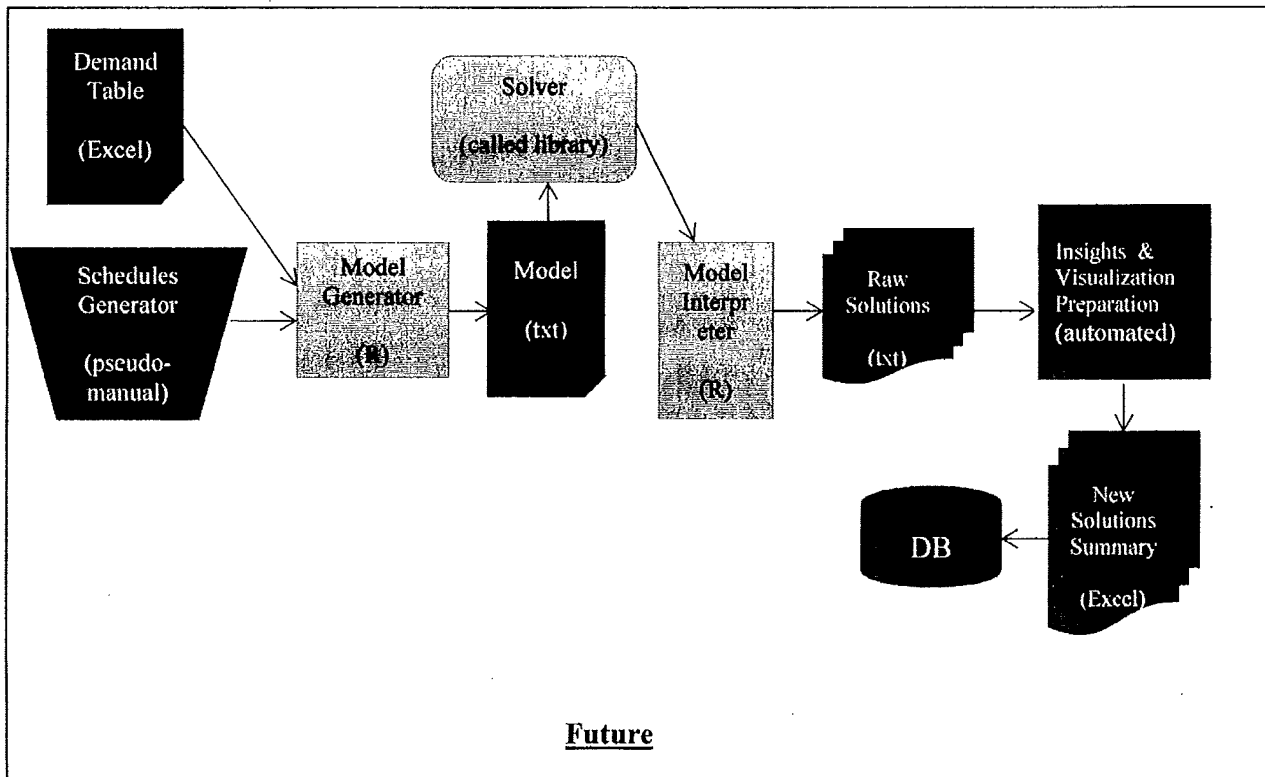 Demand
Table
(Excel)
Solver
(called library)
Schedules
Generator
(pseudo-
manual)
Model
Generator
(R)
Model
(txt)
Model
Interpr
eter
(R)
Raw
Solutions
(txt)
Insights &
Visualization
Preparation
(automated)
New
Solutions
Summary
(Excel)
DB
Future